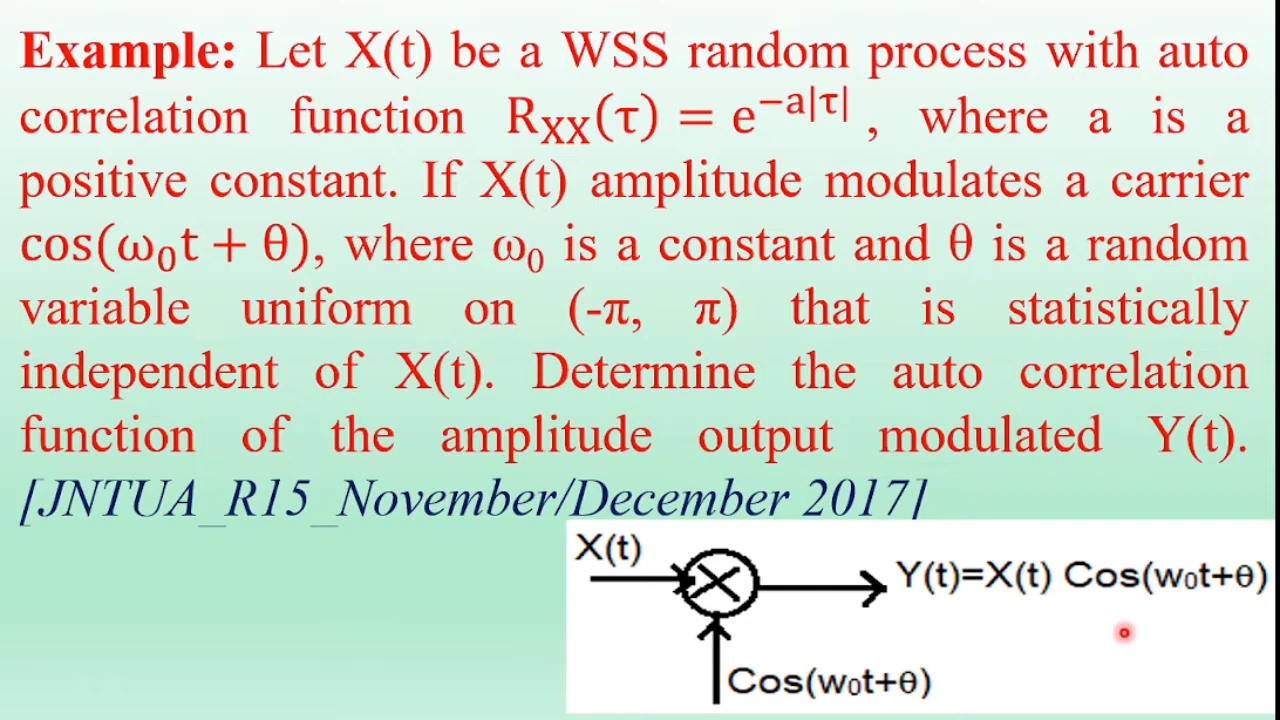 Example: Let X(t) be a WSS random process with auto
correlation function R_XX(τ) = e^−a|τ| , where a is a
positive constant. If X(t) amplitude modulates a carrier
cos(ω₀t + θ), where ω₀ is a constant and θ is a random
variable uniform on (-π, π) that is statistically
independent of X(t). Determine the auto correlation
function of the amplitude output modulated Y(t).
[JNTUA_R15_November/December 2017]
X(t)
Y(t)=X(t) Cos(w₀t+θ)
Cos(w₀t+θ)